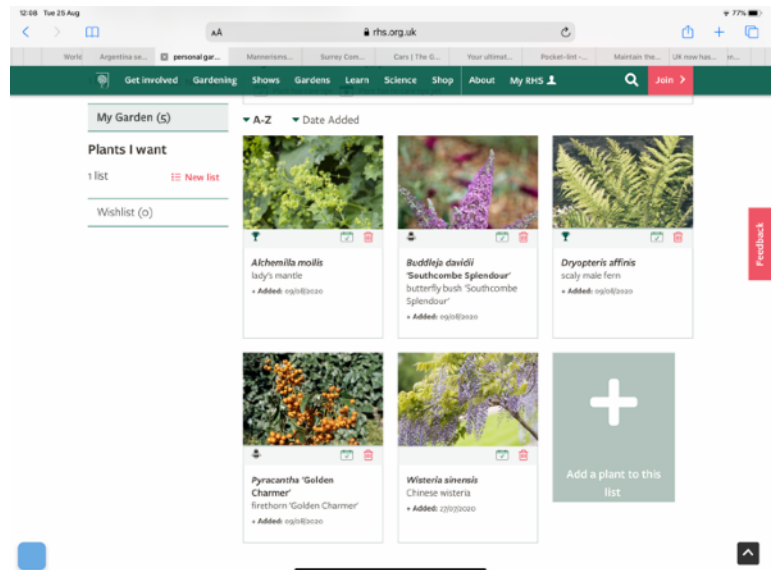 12:08 Tue 25 Aug
77%
AA
rhs.org.uk
World
Argentina se...
personal gar...
Mannerisms...
Surrey Com...
Cars | The G...
Your ultimat...
Pocket-lint -...
Maintain the...
UK now has...
Get involved Gardening Shows Gardens Learn Science Shop About My RHS
Join >
My Garden (5)
Plants I want
1 list
New list
Wishlist (0)
A-Z Date Added
Alchemilla mollis
lady's mantle
+ Added: 09/08/2020
Buddleja davidii
'Southcombe Splendour'
butterfly bush 'Southcombe
Splendour'
+ Added: 09/08/2020
Dryopteris affinis
scaly male fern
+ Added: 09/08/2020
Pyracantha 'Golden
Charmer'
firethorn 'Golden Charmer'
+ Added: 09/08/2020
Wisteria sinensis
Chinese wisteria
+ Added: 27/07/2020
Add a plant to this
list
Feedback